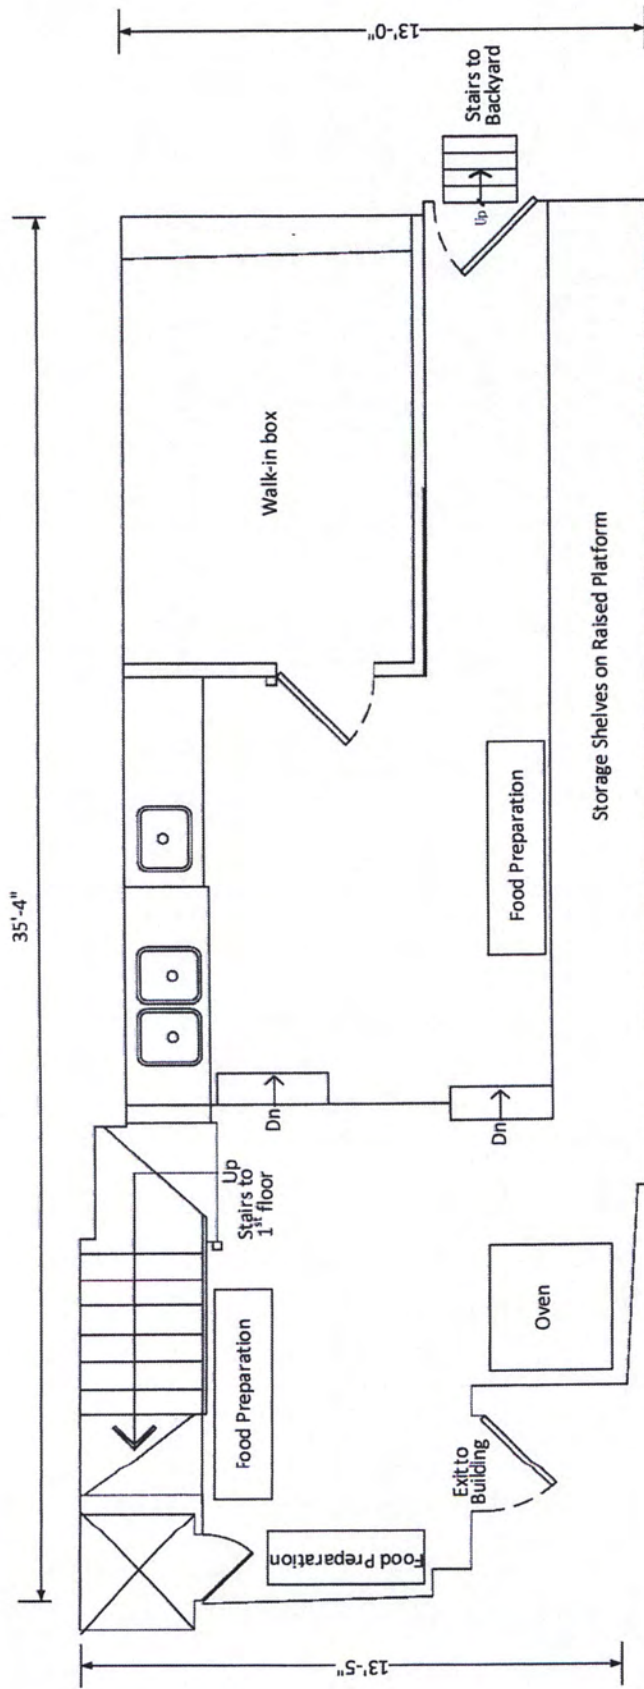 35'-4"
13'-0"
13'-5"
Stairs to
Backyard
Up
Walk-in box
Storage Shelves on Raised Platform
Food Preparation
Dn
Dn
Up
Stairs to
1st floor
Food Preparation
Oven
Exit to
Building
Food Preparation